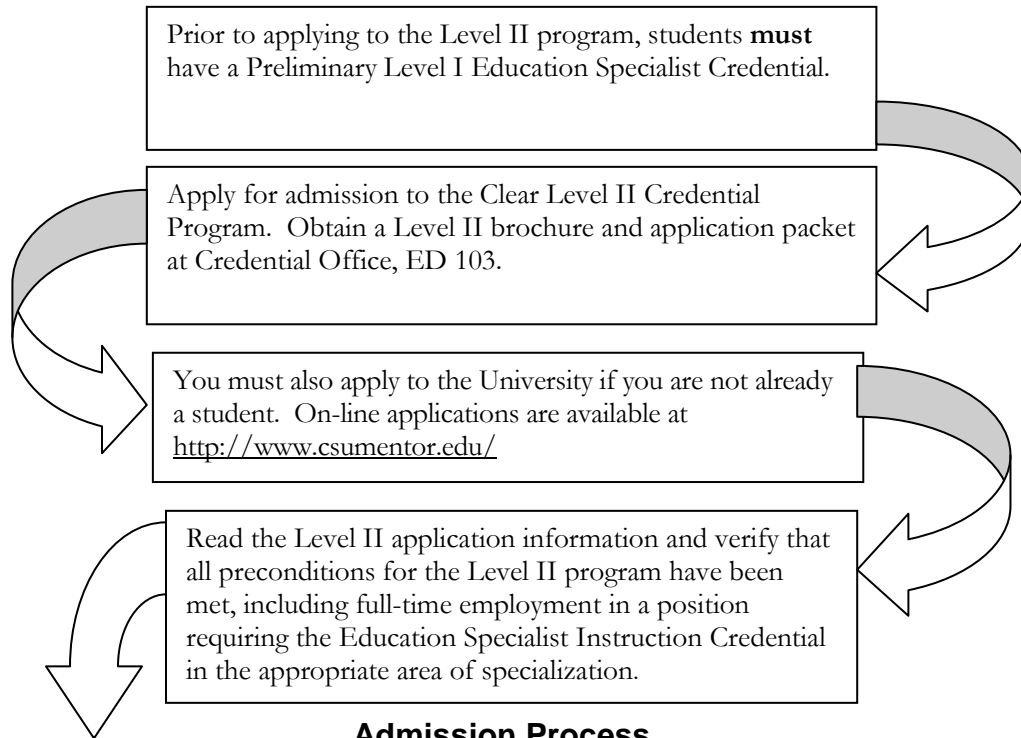 Prior to applying to the Level II program, students must
have a Preliminary Level I Education Specialist Credential.
Apply for admission to the Clear Level II Credential
Program. Obtain a Level II brochure and application packet
at Credential Office, ED 103.
You must also apply to the University if you are not already
a student. On-line applications are available at
http://www.csumentor.edu/
Read the Level II application information and verify that
all preconditions for the Level II program have been
met, including full-time employment in a position
requiring the Education Specialist Instruction Credential
in the appropriate area of specialization.
Admission Process